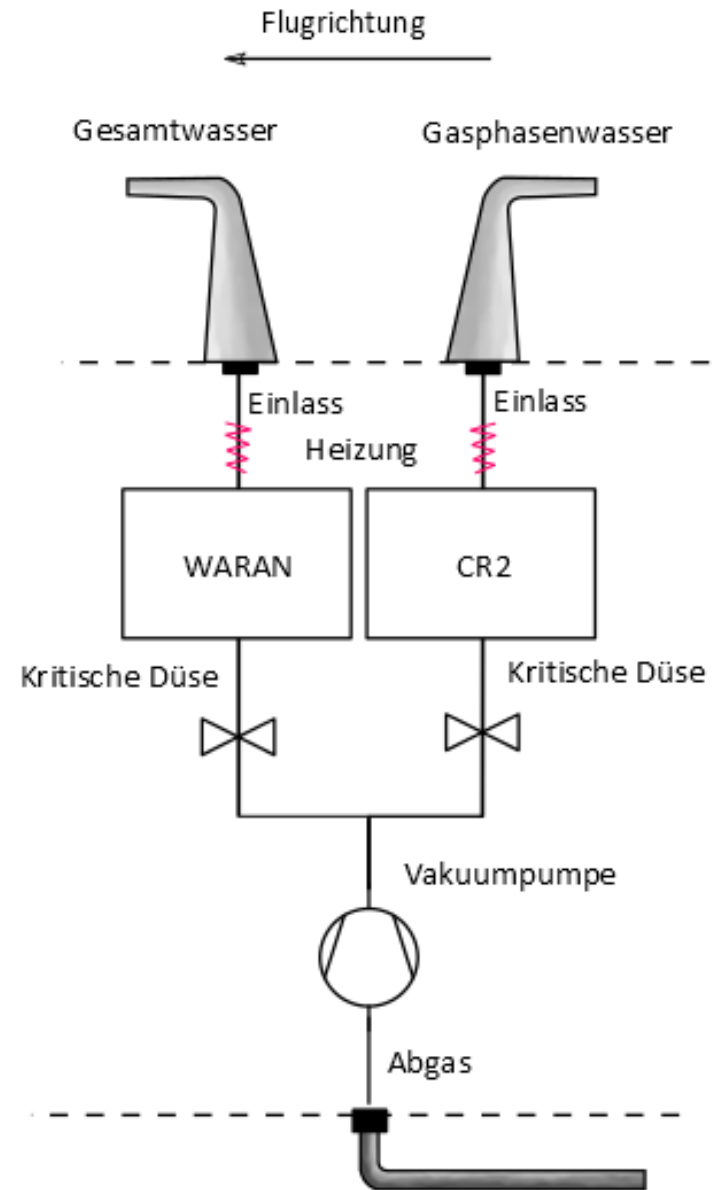 Flugrichtung
Gesamtwasser
Gasphasenwasser
Einlass
Einlass
Heizung
WARAN
CR2
Kritische Düse
Kritische Düse
Vakuumpumpe
Abgas